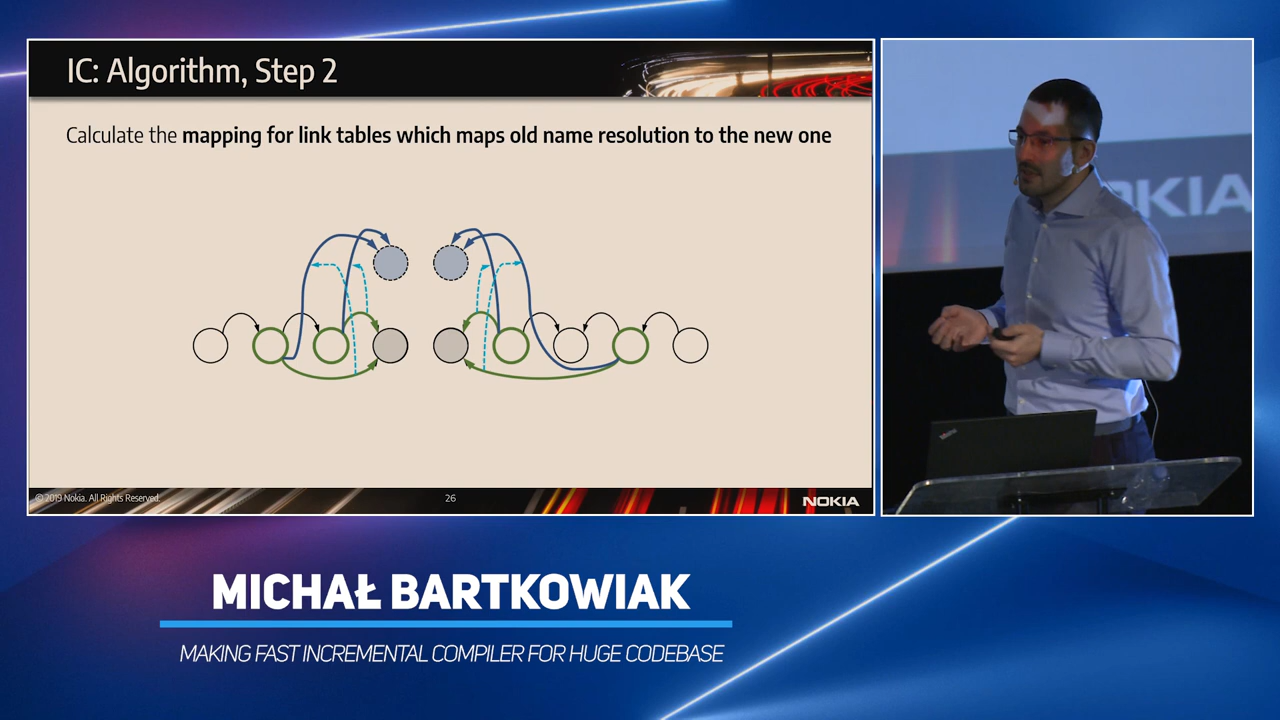 IC: Algorithm, Step 2
Calculate the mapping for link tables which maps old name resolution to the new one
© 2019 Nokia. All Rights Reserved.
26
NOKIA
OKIA
MICHAŁ BARTKOWIAK
MAKING FAST INCREMENTAL COMPILER FOR HUGE CODEBASE